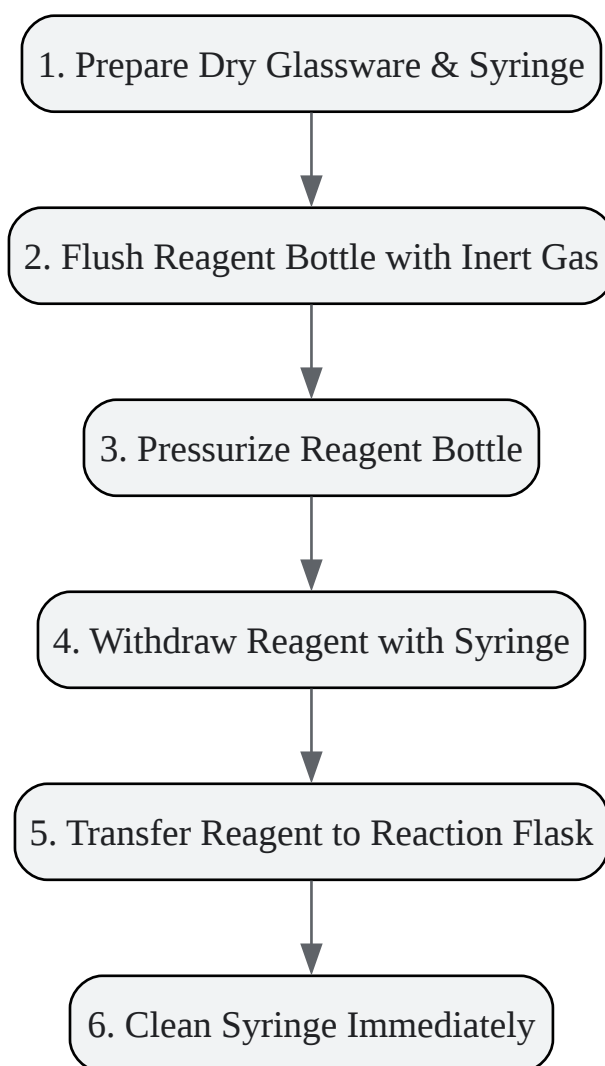 1. Prepare Dry Glassware & Syringe
2. Flush Reagent Bottle with Inert Gas
3. Pressurize Reagent Bottle
4. Withdraw Reagent with Syringe
5. Transfer Reagent to Reaction Flask
6. Clean Syringe Immediately